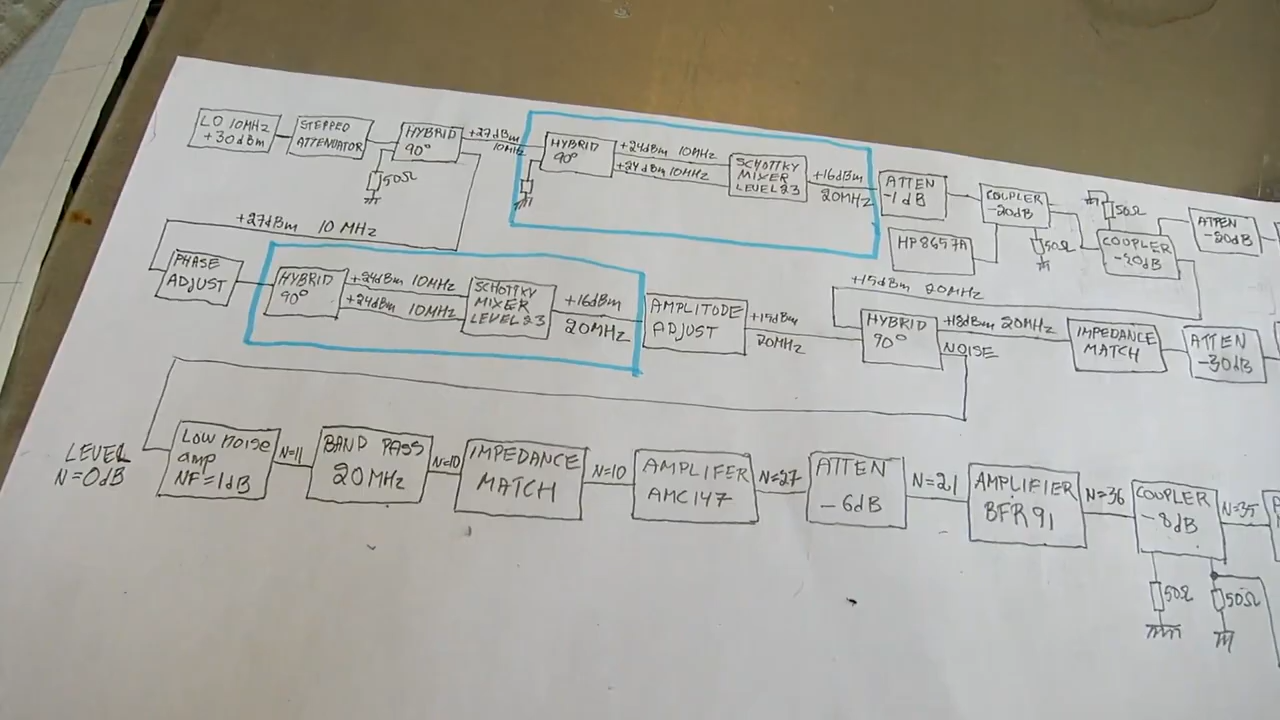 LO 10MHZ
+30dBm
STEPPED
ATTENUATOR
HYBRID
90°
+27dBm
10MHZ
50Ω
HYBRID
90°
+24dBm 10MHZ
+24dBm 10MHZ
SCHOTTKY
MIXER
LEVEL 23
+16dBm
20MHZ
ATTEN
-1dB
COUPLER
-20dB
HP8657A
50Ω
50Ω
COUPLER
-20dB
ATTEN
-20dB
+27dBm 10MHZ
PHASE
ADJUST
HYBRID
90°
+24dBm 10MHZ
+24dBm 10MHZ
SCHOTTKY
MIXER
LEVEL 23
+16dBm
20MHZ
AMPLITUDE
ADJUST
+15dBm
20MHZ
+15dBm 20MHZ
HYBRID
90°
+18dBm 20MHZ
NOISE
IMPEDANCE
MATCH
ATTEN
-30dB
LEVEL
N=0dB
LOW noise
amp
NF=1dB
N=11
BAND PASS
20MHZ
N=10
IMPEDANCE
MATCH
N=10
AMPLIFER
AMC147
N=27
ATTEN
-6dB
N=21
AMPLIFIER
BFR91
N=36
COUPLER
-8dB
N=35
50Ω
50Ω